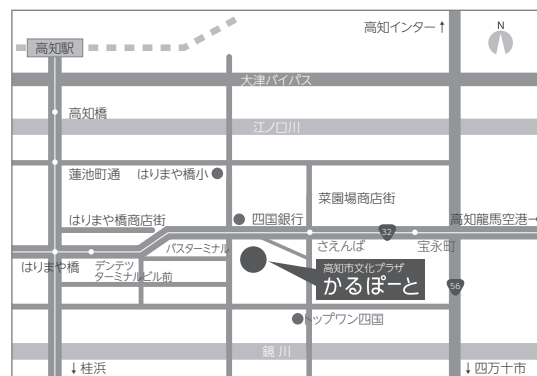 高知インター↑
N
高知駅
大津バイパス
高知橋
江ノ口川
蓮池町通
はりまや橋小
菜園場商店街
はりまや橋商店街
四国銀行
高知龍馬空港→
32
バスターミナル
さえんば
宝永町
はりまや橋
デンテツ
ターミナルビル前
高知市文化プラザ
かるぽーと
56
トップワン四国
鏡川
↓桂浜
↓四万十市